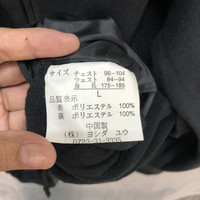 サイズ チェスト 96~104
ウェスト 84~94
身長 175~185
L
品質表示
表 ポリエステル 100%
裏 ポリエステル 100%
中国製
(株) ヨシダ ユウ
0723-31-3335